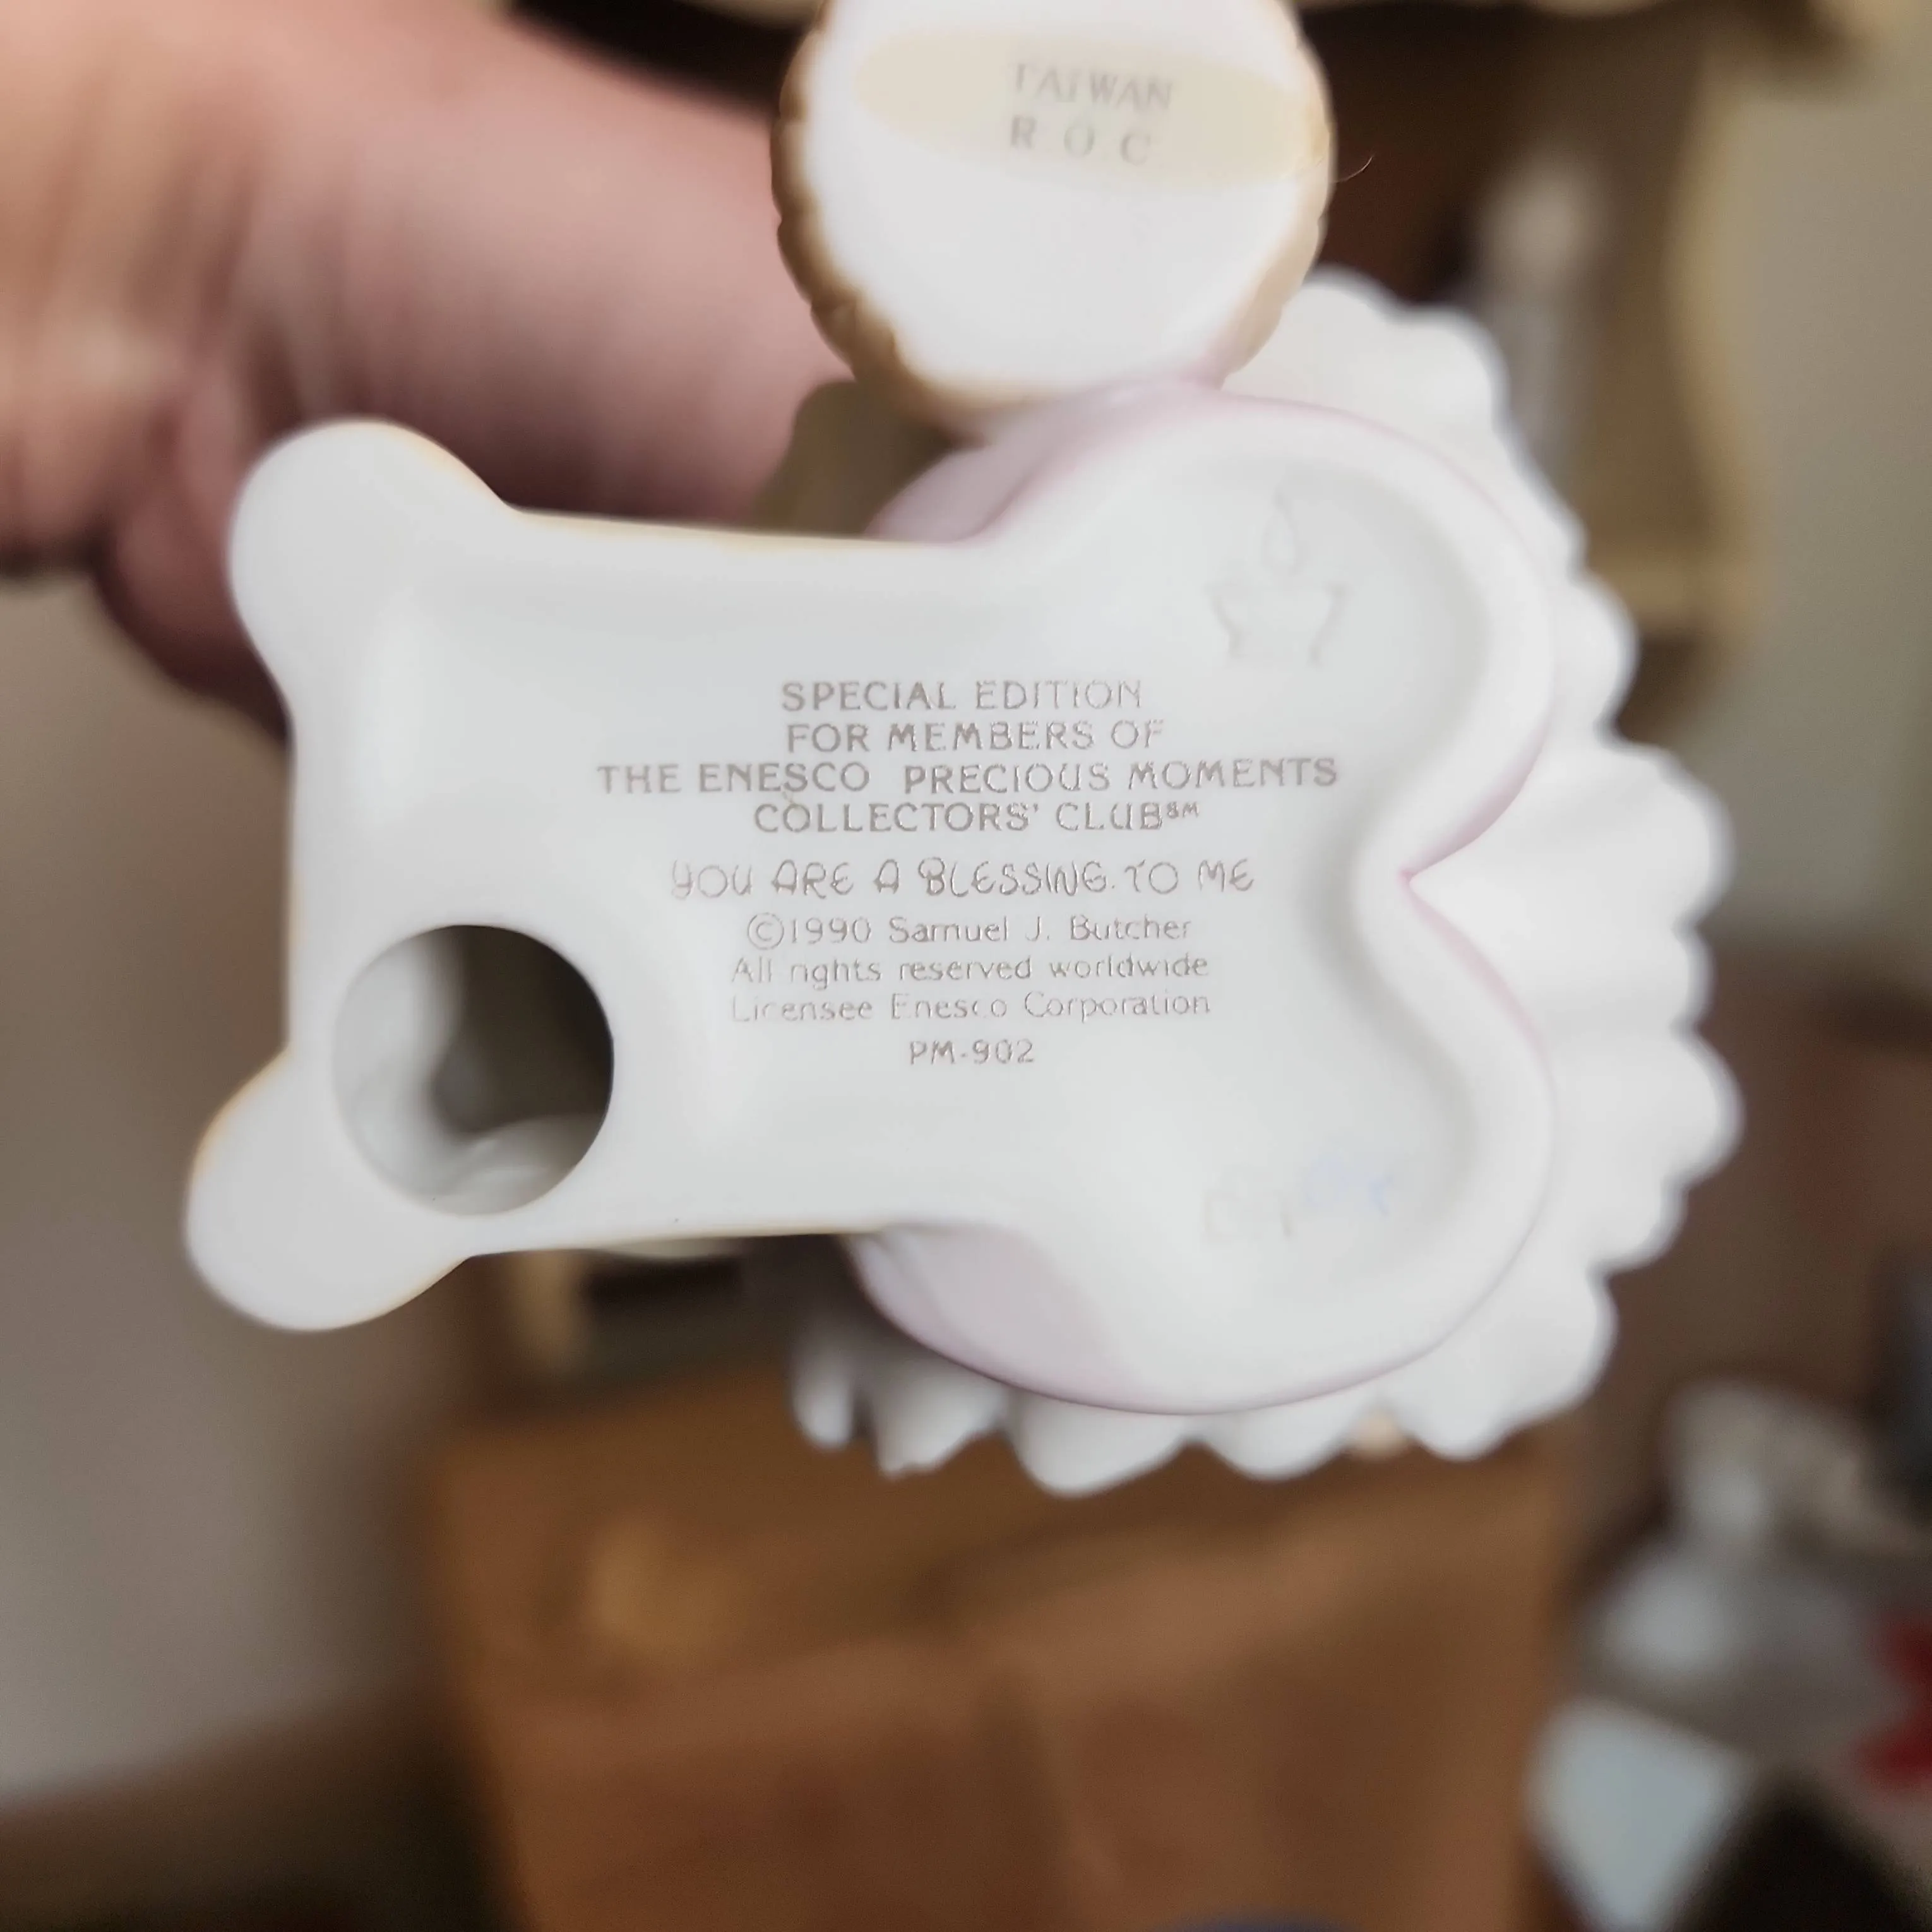 TAIWAN
R O C
SPECIAL EDITION
FOR MEMBERS OF
THE ENESCO PRECIOUS MOMENTS
COLLECTORS' CLUB℠
YOU ARE A BLESSING TO ME
©1990 Samuel J. Butcher
All rights reserved worldwide
Licensee Enesco Corporation
PM-902